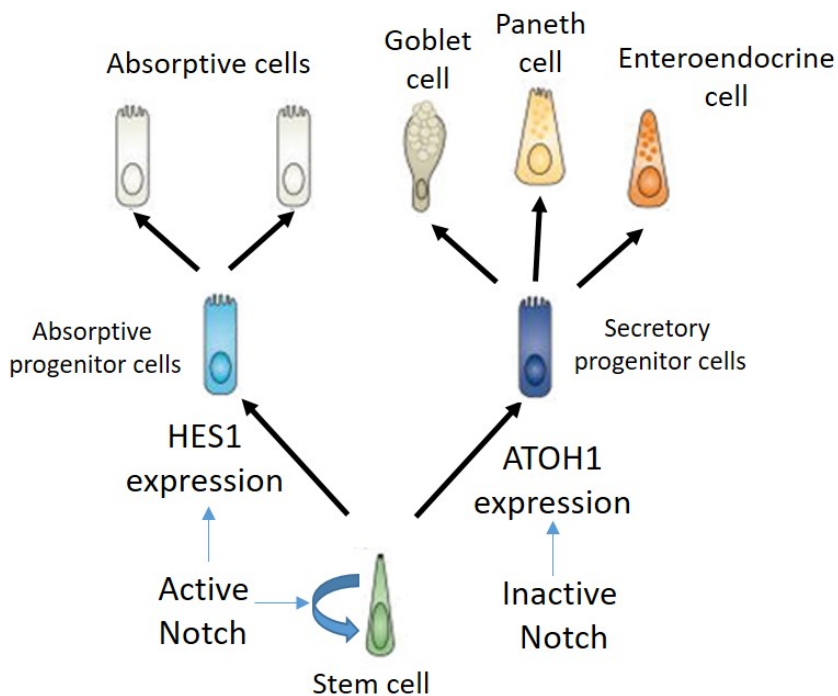 Absorptive cells
Goblet
cell
Paneth
cell
Enteroendocrine
cell
Absorptive
progenitor cells
Secretory
progenitor cells
HES1
expression
ATOH1
expression
Active
Notch
Inactive
Notch
Stem cell